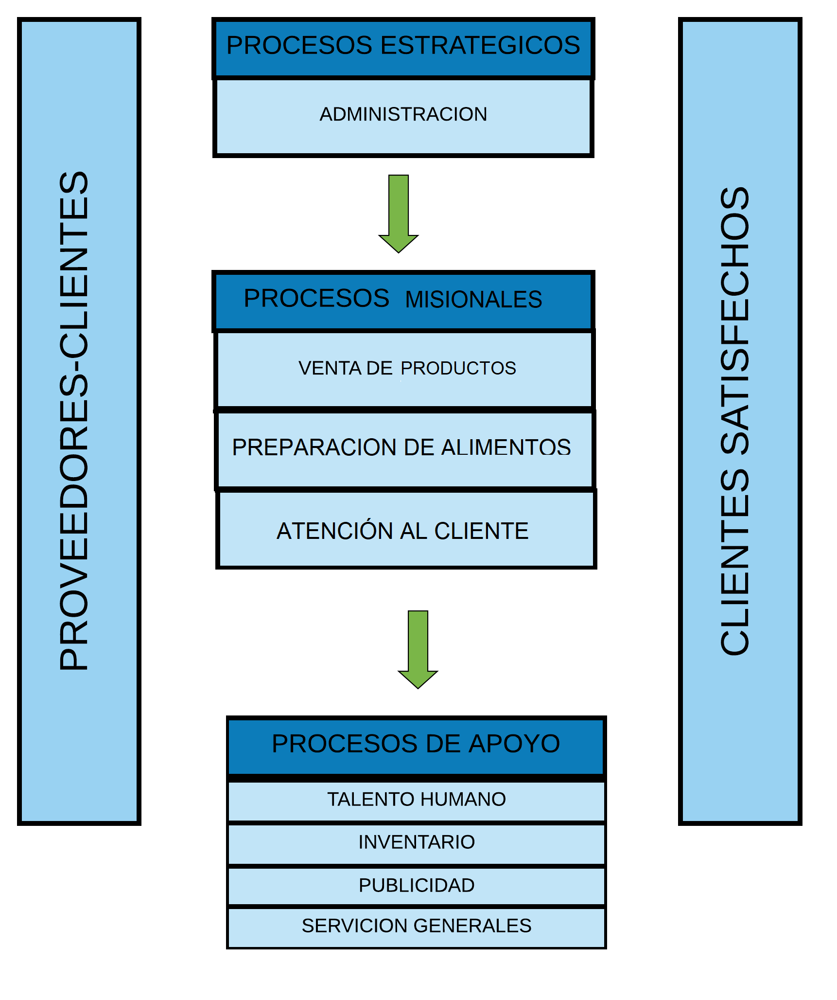 PROVEEDORES-CLIENTES
PROCESOS ESTRATEGICOS
ADMINISTRACION
PROCESOS MISIONALES
VENTA DE PRODUCTOS
PREPARACION DE ALIMENTOS
ATENCIÓN AL CLIENTE
PROCESOS DE APOYO
TALENTO HUMANO
INVENTARIO
PUBLICIDAD
SERVICION GENERALES
CLIENTES SATISFECHOS